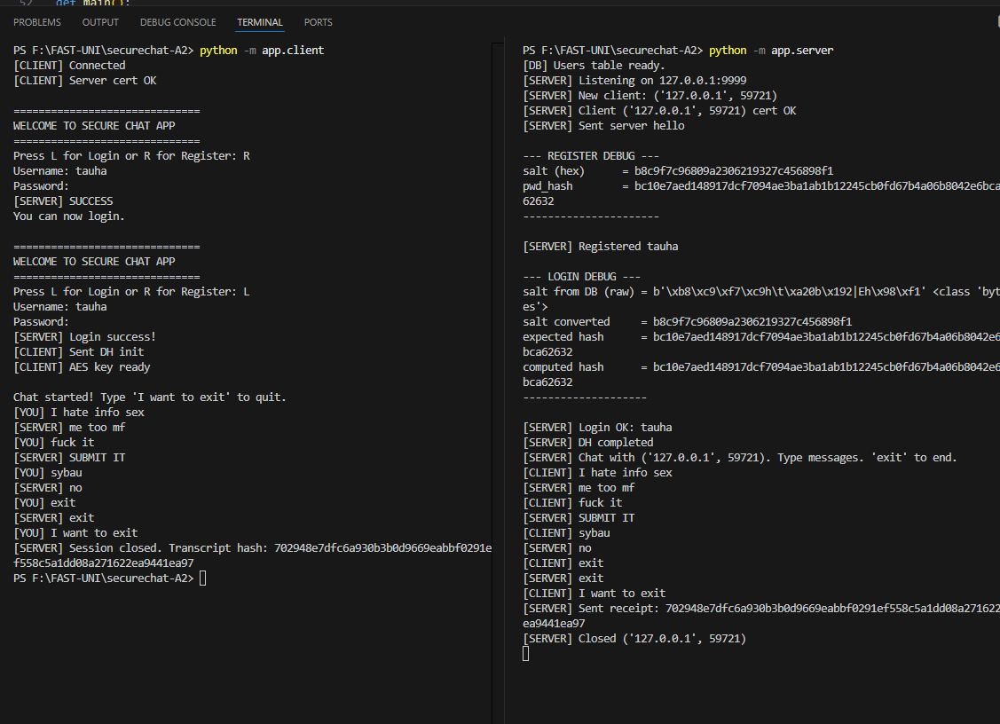 52 def main():
PROBLEMS OUTPUT DEBUG CONSOLE TERMINAL PORTS
PS F:\FAST-UNI\securechat-A2> python -m app.client
[CLIENT] Connected
[CLIENT] Server cert OK
==============================
WELCOME TO SECURE CHAT APP
==============================
Press L for Login or R for Register: R
Username: tauha
Password:
[SERVER] SUCCESS
You can now login.
==============================
WELCOME TO SECURE CHAT APP
==============================
Press L for Login or R for Register: L
Username: tauha
Password:
[SERVER] Login success!
[CLIENT] Sent DH init
[CLIENT] AES key ready
Chat started! Type 'I want to exit' to quit.
[YOU] I hate info sex
[SERVER] me too mf
[YOU] fuck it
[SERVER] SUBMIT IT
[YOU] sybau
[SERVER] no
[YOU] exit
[SERVER] exit
[YOU] I want to exit
[SERVER] Session closed. Transcript hash: 702948e7dfc6a930b3b0d9669eabbf0291e
f558c5a1dd08a271622ea9441ea97
PS F:\FAST-UNI\securechat-A2>
PS F:\FAST-UNI\securechat-A2> python -m app.server
[DB] Users table ready.
[SERVER] Listening on 127.0.0.1:9999
[SERVER] New client: ('127.0.0.1', 59721)
[SERVER] Client ('127.0.0.1', 59721) cert OK
[SERVER] Sent server hello
--- REGISTER DEBUG ---
salt (hex) = b8c9f7c96809a2306219327c456898f1
pwd_hash = bc10e7aed148917dcf7094ae3ba1ab1b12245cb0fd67b4a06b8042e6bca
62632
----------------------
[SERVER] Registered tauha
--- LOGIN DEBUG ---
salt from DB (raw) = b'\xb8\xc9\xf7\xc9h\t\xa20b\x192|Eh\x98\xf1' <class 'byt
es'>
salt converted = b8c9f7c96809a2306219327c456898f1
expected hash = bc10e7aed148917dcf7094ae3ba1ab1b12245cb0fd67b4a06b8042e6
bca62632
computed hash = bc10e7aed148917dcf7094ae3ba1ab1b12245cb0fd67b4a06b8042e6
bca62632
--------------------
[SERVER] Login OK: tauha
[SERVER] DH completed
[SERVER] Chat with ('127.0.0.1', 59721). Type messages. 'exit' to end.
[CLIENT] I hate info sex
[SERVER] me too mf
[CLIENT] fuck it
[SERVER] SUBMIT IT
[CLIENT] sybau
[SERVER] no
[CLIENT] exit
[SERVER] exit
[CLIENT] I want to exit
[SERVER] Sent receipt: 702948e7dfc6a930b3b0d9669eabbf0291ef558c5a1dd08a271622
ea9441ea97
[SERVER] Closed ('127.0.0.1', 59721)